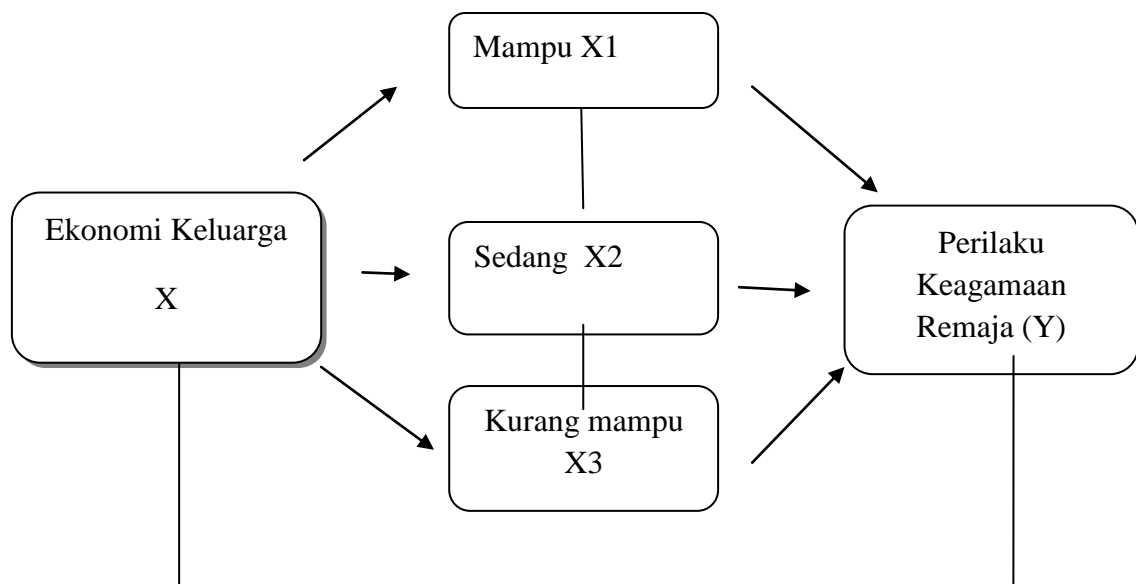 Mampu X1
Ekonomi Keluarga
X
Sedang X2
Perilaku
Keagamaan
Remaja (Y)
Kurang mampu
X3